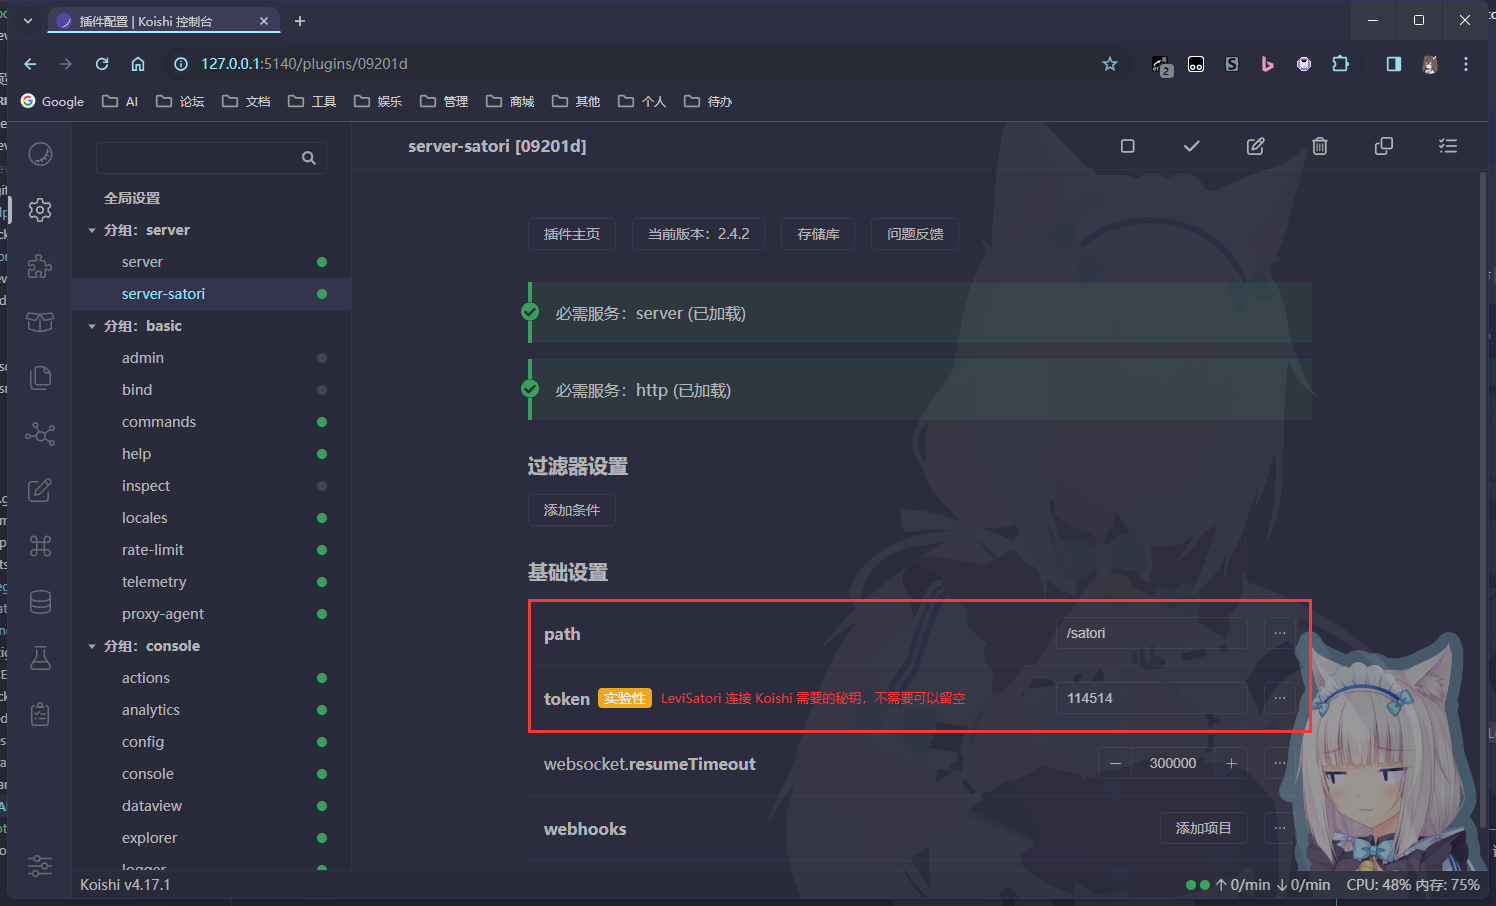 插件配置 | Koishi 控制台
127.0.0.1:5140/plugins/09201d
2
Google
AI
论坛
文档
工具
娱乐
管理
商城
其他
个人
待办
server-satori [09201d]
全局设置
分组：server
server
server-satori
分组：basic
admin
bind
commands
help
inspect
locales
rate-limit
telemetry
proxy-agent
分组：console
actions
analytics
config
console
dataview
explorer
logger
插件主页
当前版本：2.4.2
存储库
问题反馈
必需服务：server (已加载)
必需服务：http (已加载)
过滤器设置
添加条件
基础设置
path
/satori
token 实验性 LeviSatori 连接 Koishi 需要的秘钥，不需要可以留空
114514
websocket.resumeTimeout
300000
webhooks
添加项目
Koishi v4.17.1
↑ 0/min ↓ 0/min CPU: 48% 内存: 75%